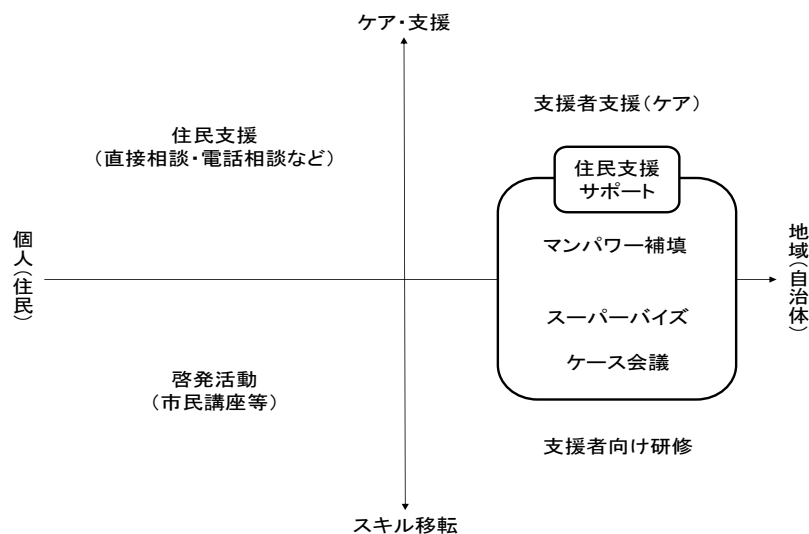 ケア・支援
支援者支援(ケア)
住民支援
(直接相談・電話相談など)
住民支援
サポート
マンパワー補填
個人(住民)
地域(自治体)
スーパーバイズ
ケース会議
啓発活動
(市民講座等)
支援者向け研修
スキル移転